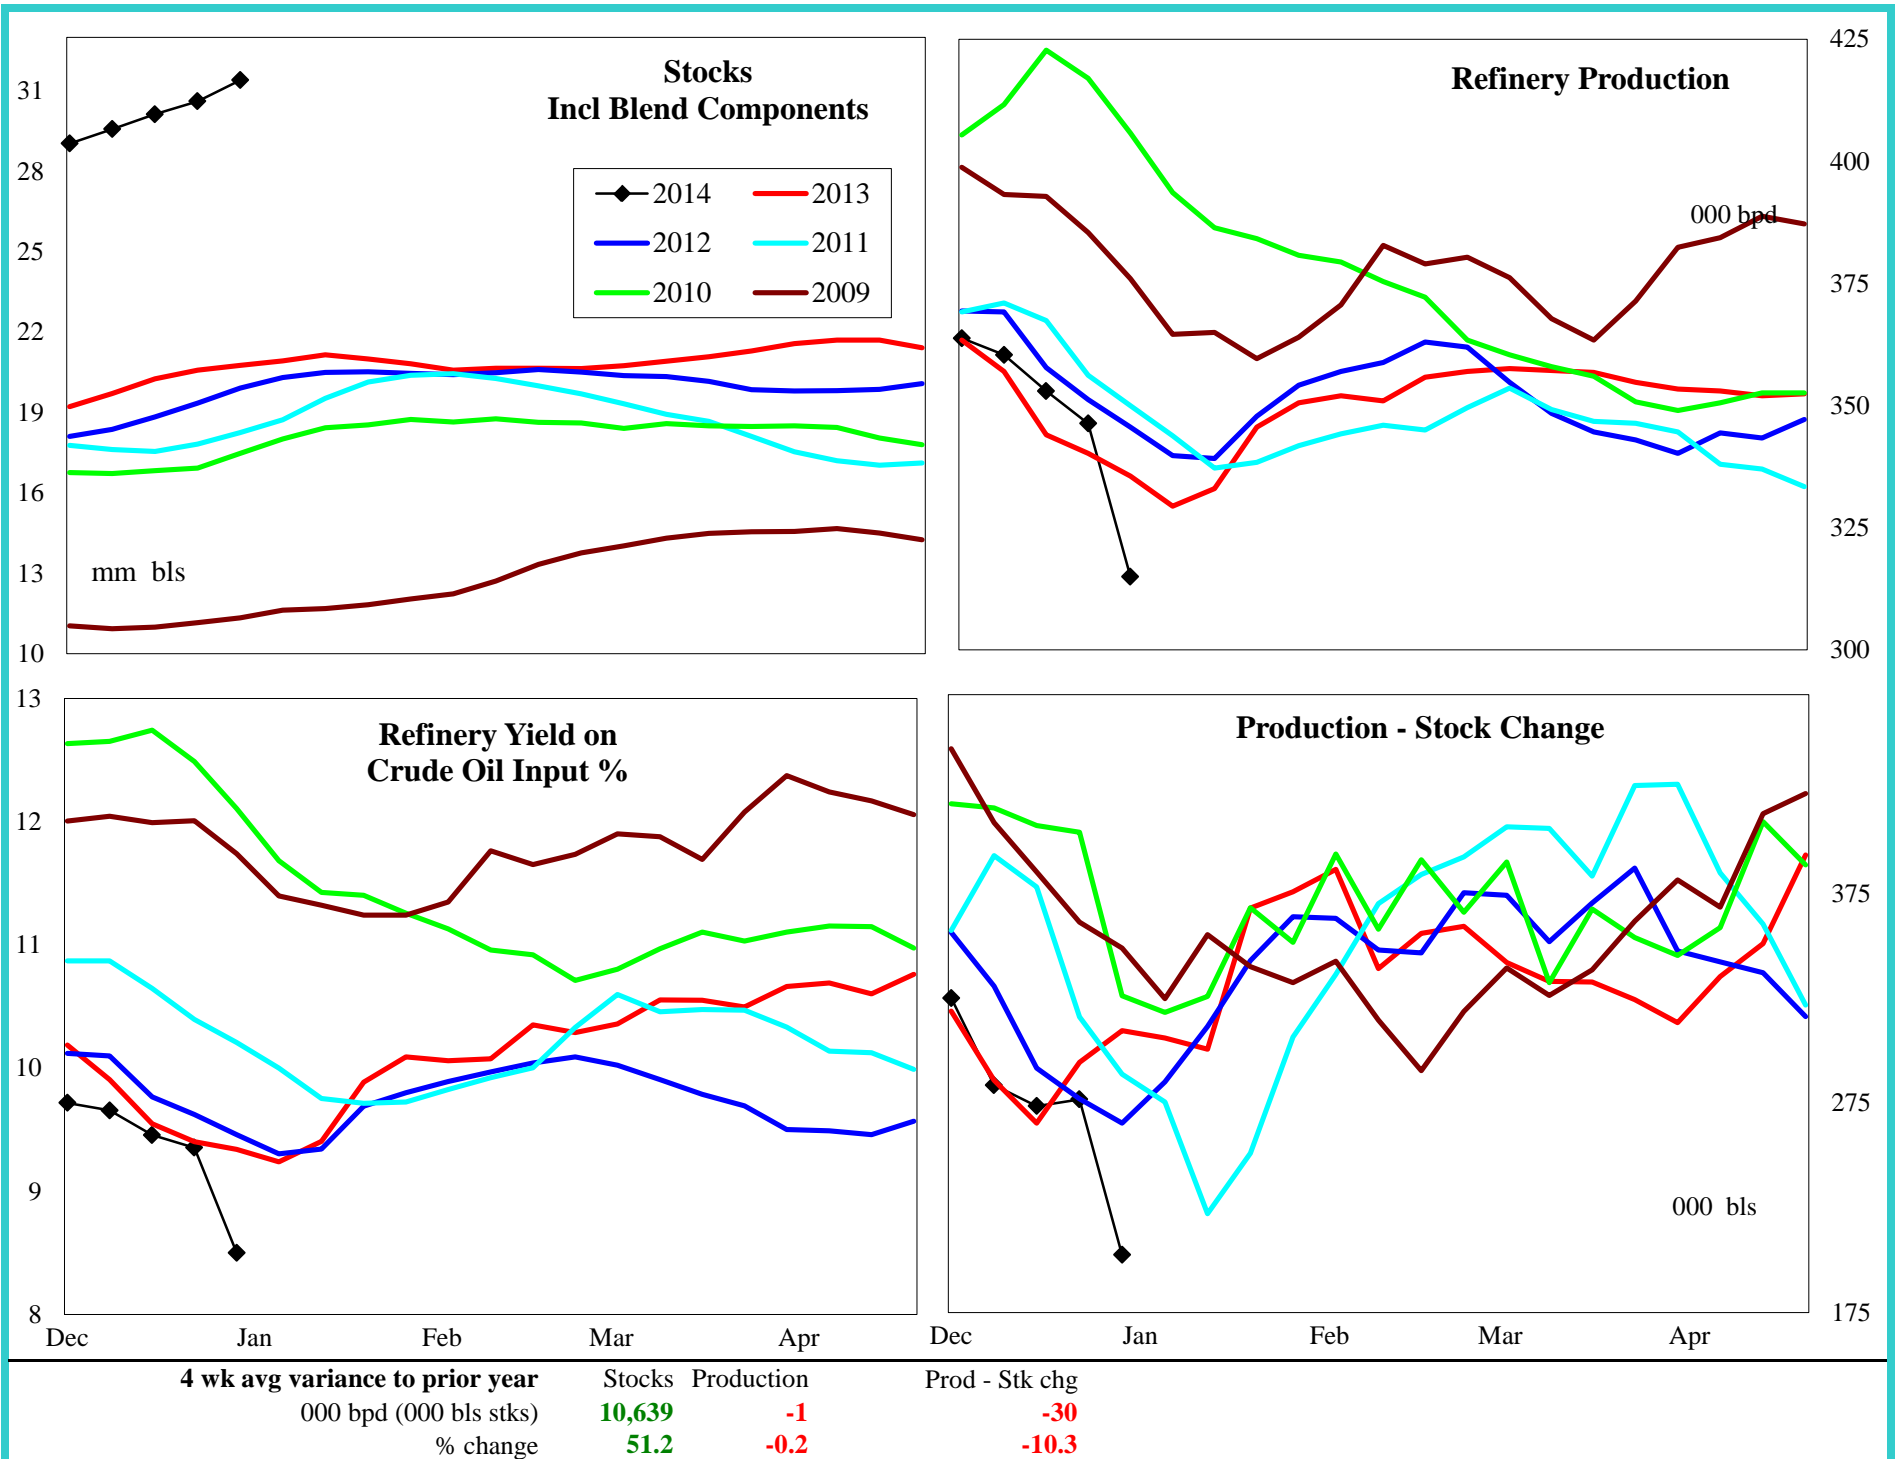 Stocks
Incl Blend Components
31
28
25
22
19
16
13
10
mm bls
2014 2013
2012 2011
2010 2009
Refinery Production
000 bpd
425
400
375
350
325
300
Refinery Yield on
Crude Oil Input %
13
12
11
10
9
8
Dec Jan Feb Mar Apr
Production - Stock Change
375
275
175
000 bls
Dec Jan Feb Mar Apr
4 wk avg variance to prior year Stocks Production Prod - Stk chg
000 bpd (000 bls stks) 10,639 -1 -30
% change 51.2 -0.2 -10.3